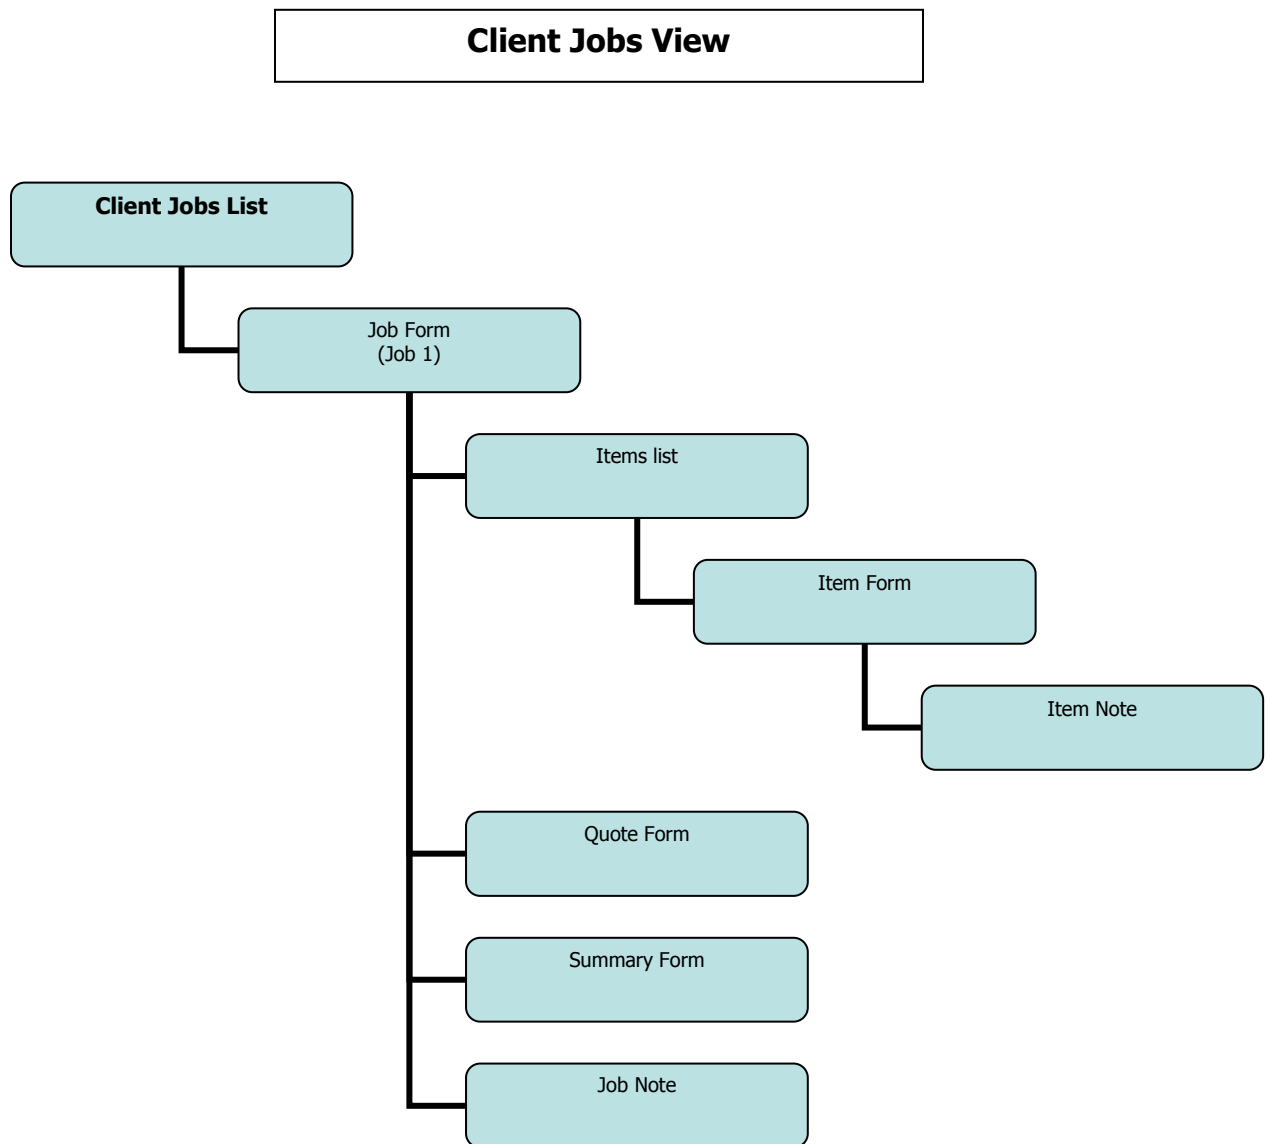 Client Jobs View
Client Jobs List
Job Form
(Job 1)
Items list
Item Form
Item Note
Quote Form
Summary Form
Job Note